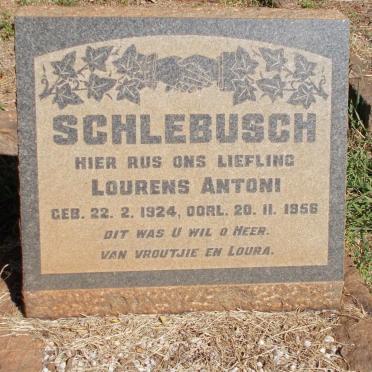 SCHLEBUSCH
HIER RUS ONS LIEFLING
LOURENS ANTONI
GEB. 22. 2. 1924, OORL. 20. 11. 1956
DIT WAS U WIL O HEER.
VAN VROUTJIE EN LOURA.